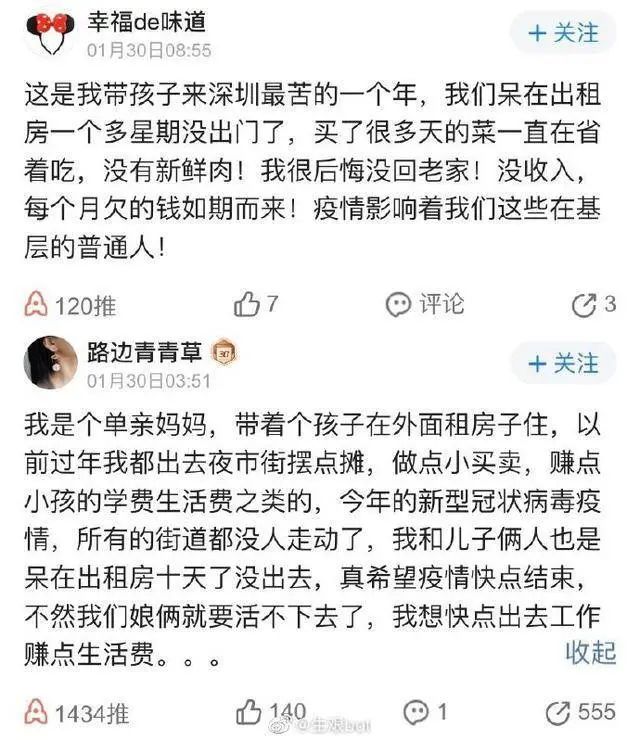 幸福de味道
+ 关注
01月30日08:55
这是我带孩子来深圳最苦的一个年，我们呆在出租
房一个多星期没出门了，买了很多天的菜一直在省
着吃，没有新鲜肉！我很后悔没回老家！没收入，
每个月欠的钱如期而来！疫情影响着我们这些在基
层的普通人！
120推 7 评论 3
路边青青草 30
+ 关注
01月30日03:51
我是个单亲妈妈，带着个孩子在外面租房子住，以
前过年我都出去夜市街摆点摊，做点小买卖，赚点
小孩的学费生活费之类的，今年的新型冠状病毒疫
情，所有的街道都没人走动了，我和儿子俩人也是
呆在出租房十天了没出去，真希望疫情快点结束，
不然我们娘俩就要活不下去了，我想快点出去工作
赚点生活费。。。
收起
1434推 140 1 555
@生艰bot